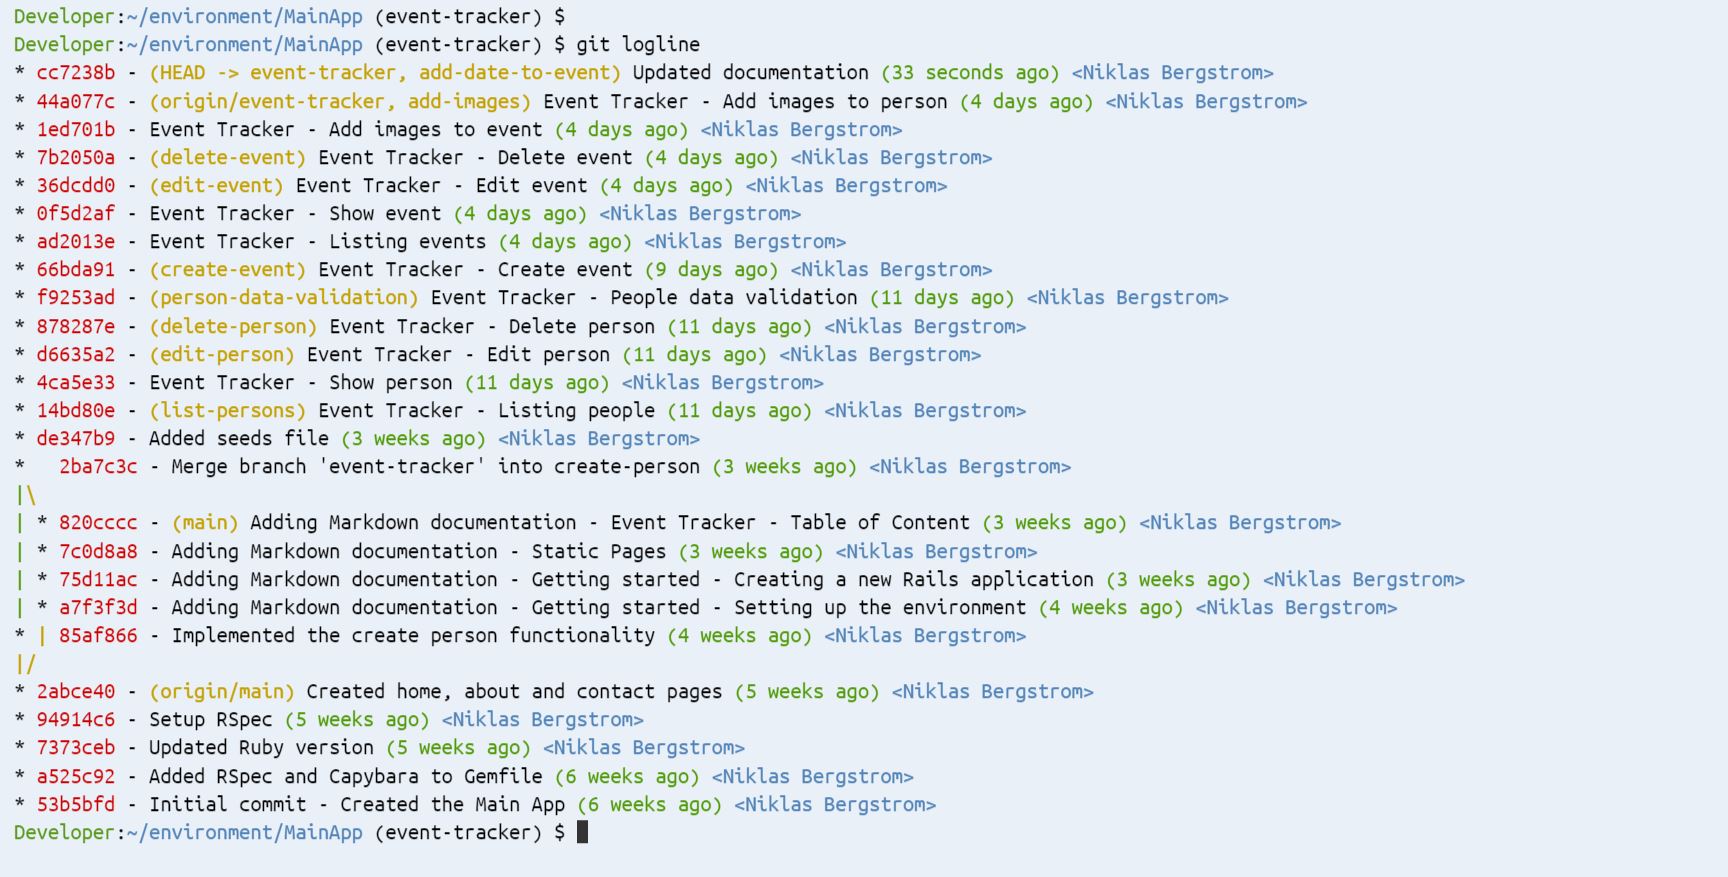 Developer:~/environment/MainApp (event-tracker) $
Developer:~/environment/MainApp (event-tracker) $ git logline
* cc7238b - (HEAD -> event-tracker, add-date-to-event) Updated documentation (33 seconds ago) <Niklas Bergstrom>
* 44a077c - (origin/event-tracker, add-images) Event Tracker - Add images to person (4 days ago) <Niklas Bergstrom>
* 1ed701b - Event Tracker - Add images to event (4 days ago) <Niklas Bergstrom>
* 7b2050a - (delete-event) Event Tracker - Delete event (4 days ago) <Niklas Bergstrom>
* 36dcdd0 - (edit-event) Event Tracker - Edit event (4 days ago) <Niklas Bergstrom>
* 0f5d2af - Event Tracker - Show event (4 days ago) <Niklas Bergstrom>
* ad2013e - Event Tracker - Listing events (4 days ago) <Niklas Bergstrom>
* 66bda91 - (create-event) Event Tracker - Create event (9 days ago) <Niklas Bergstrom>
* f9253ad - (person-data-validation) Event Tracker - People data validation (11 days ago) <Niklas Bergstrom>
* 878287e - (delete-person) Event Tracker - Delete person (11 days ago) <Niklas Bergstrom>
* d6635a2 - (edit-person) Event Tracker - Edit person (11 days ago) <Niklas Bergstrom>
* 4ca5e33 - Event Tracker - Show person (11 days ago) <Niklas Bergstrom>
* 14bd80e - (list-persons) Event Tracker - Listing people (11 days ago) <Niklas Bergstrom>
* de347b9 - Added seeds file (3 weeks ago) <Niklas Bergstrom>
*   2ba7c3c - Merge branch 'event-tracker' into create-person (3 weeks ago) <Niklas Bergstrom>
|\
| * 820cccc - (main) Adding Markdown documentation - Event Tracker - Table of Content (3 weeks ago) <Niklas Bergstrom>
| * 7c0d8a8 - Adding Markdown documentation - Static Pages (3 weeks ago) <Niklas Bergstrom>
| * 75d11ac - Adding Markdown documentation - Getting started - Creating a new Rails application (3 weeks ago) <Niklas Bergstrom>
| * a7f3f3d - Adding Markdown documentation - Getting started - Setting up the environment (4 weeks ago) <Niklas Bergstrom>
* | 85af866 - Implemented the create person functionality (4 weeks ago) <Niklas Bergstrom>
|/
* 2abce40 - (origin/main) Created home, about and contact pages (5 weeks ago) <Niklas Bergstrom>
* 94914c6 - Setup RSpec (5 weeks ago) <Niklas Bergstrom>
* 7373ceb - Updated Ruby version (5 weeks ago) <Niklas Bergstrom>
* a525c92 - Added RSpec and Capybara to Gemfile (6 weeks ago) <Niklas Bergstrom>
* 53b5bfd - Initial commit - Created the Main App (6 weeks ago) <Niklas Bergstrom>
Developer:~/environment/MainApp (event-tracker) $